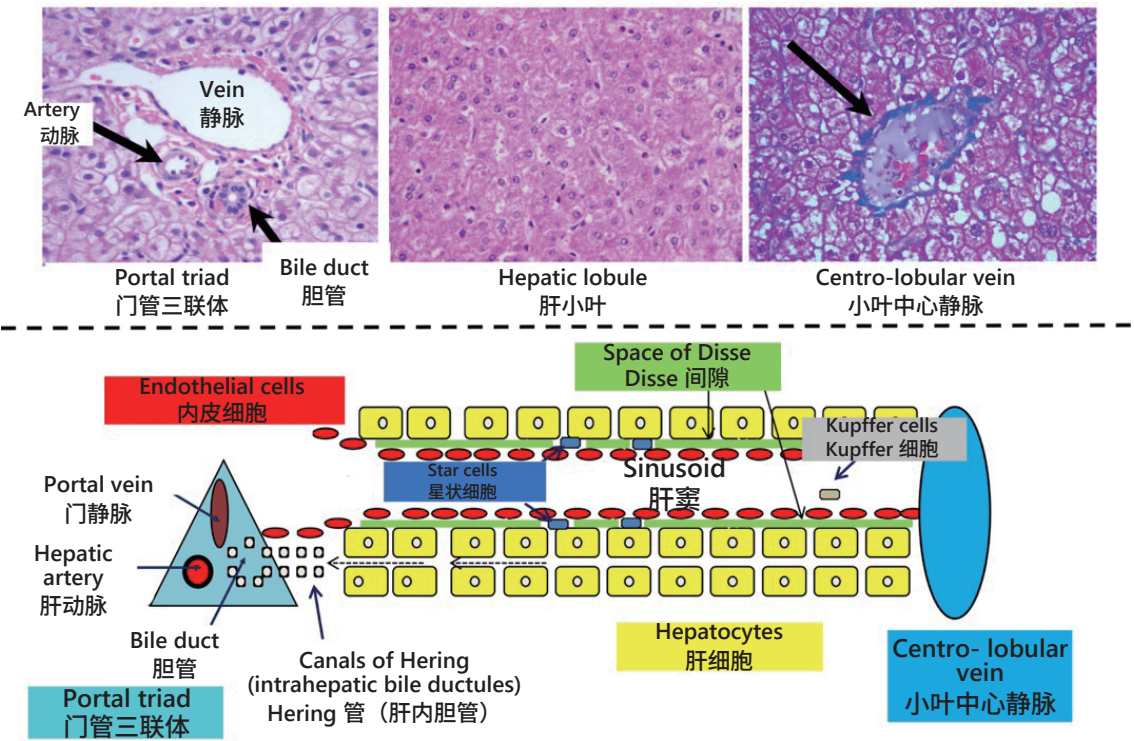 Vein
静脉
Artery
动脉
Bile duct
胆管
Portal triad
门管三联体
Hepatic lobule
肝小叶
Centro-lobular vein
小叶中心静脉
Space of Disse
Disse 间隙
Endothelial cells
内皮细胞
Kupffer cells
Kupffer 细胞
Star cells
星状细胞
Sinusoid
肝窦
Portal vein
门静脉
Hepatic
artery
肝动脉
Bile duct
胆管
Canals of Hering
(intrahepatic bile ductules)
Hering 管（肝内胆管）
Hepatocytes
肝细胞
Centro- lobular
vein
小叶中心静脉
Portal triad
门管三联体